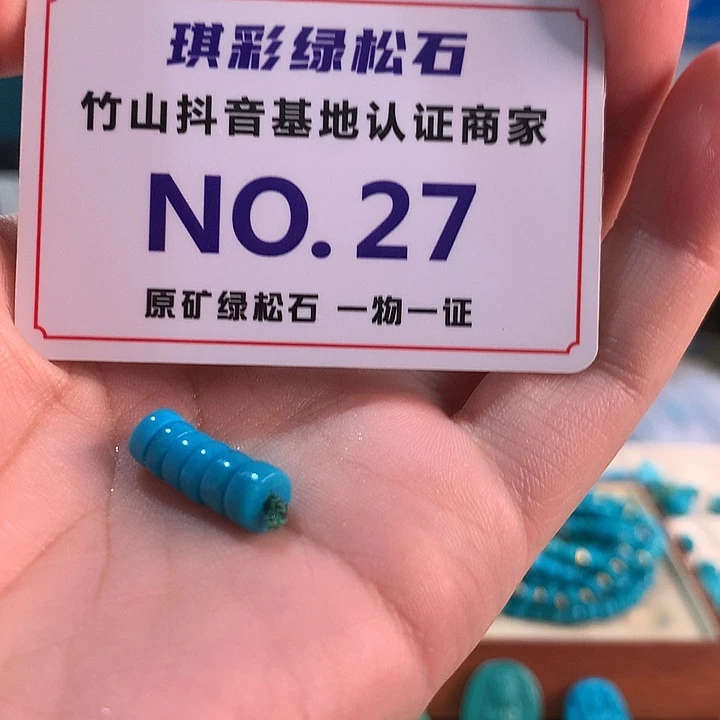 琪彩绿松石
竹山抖音基地认证商家
NO.27
原矿绿松石 一物一证